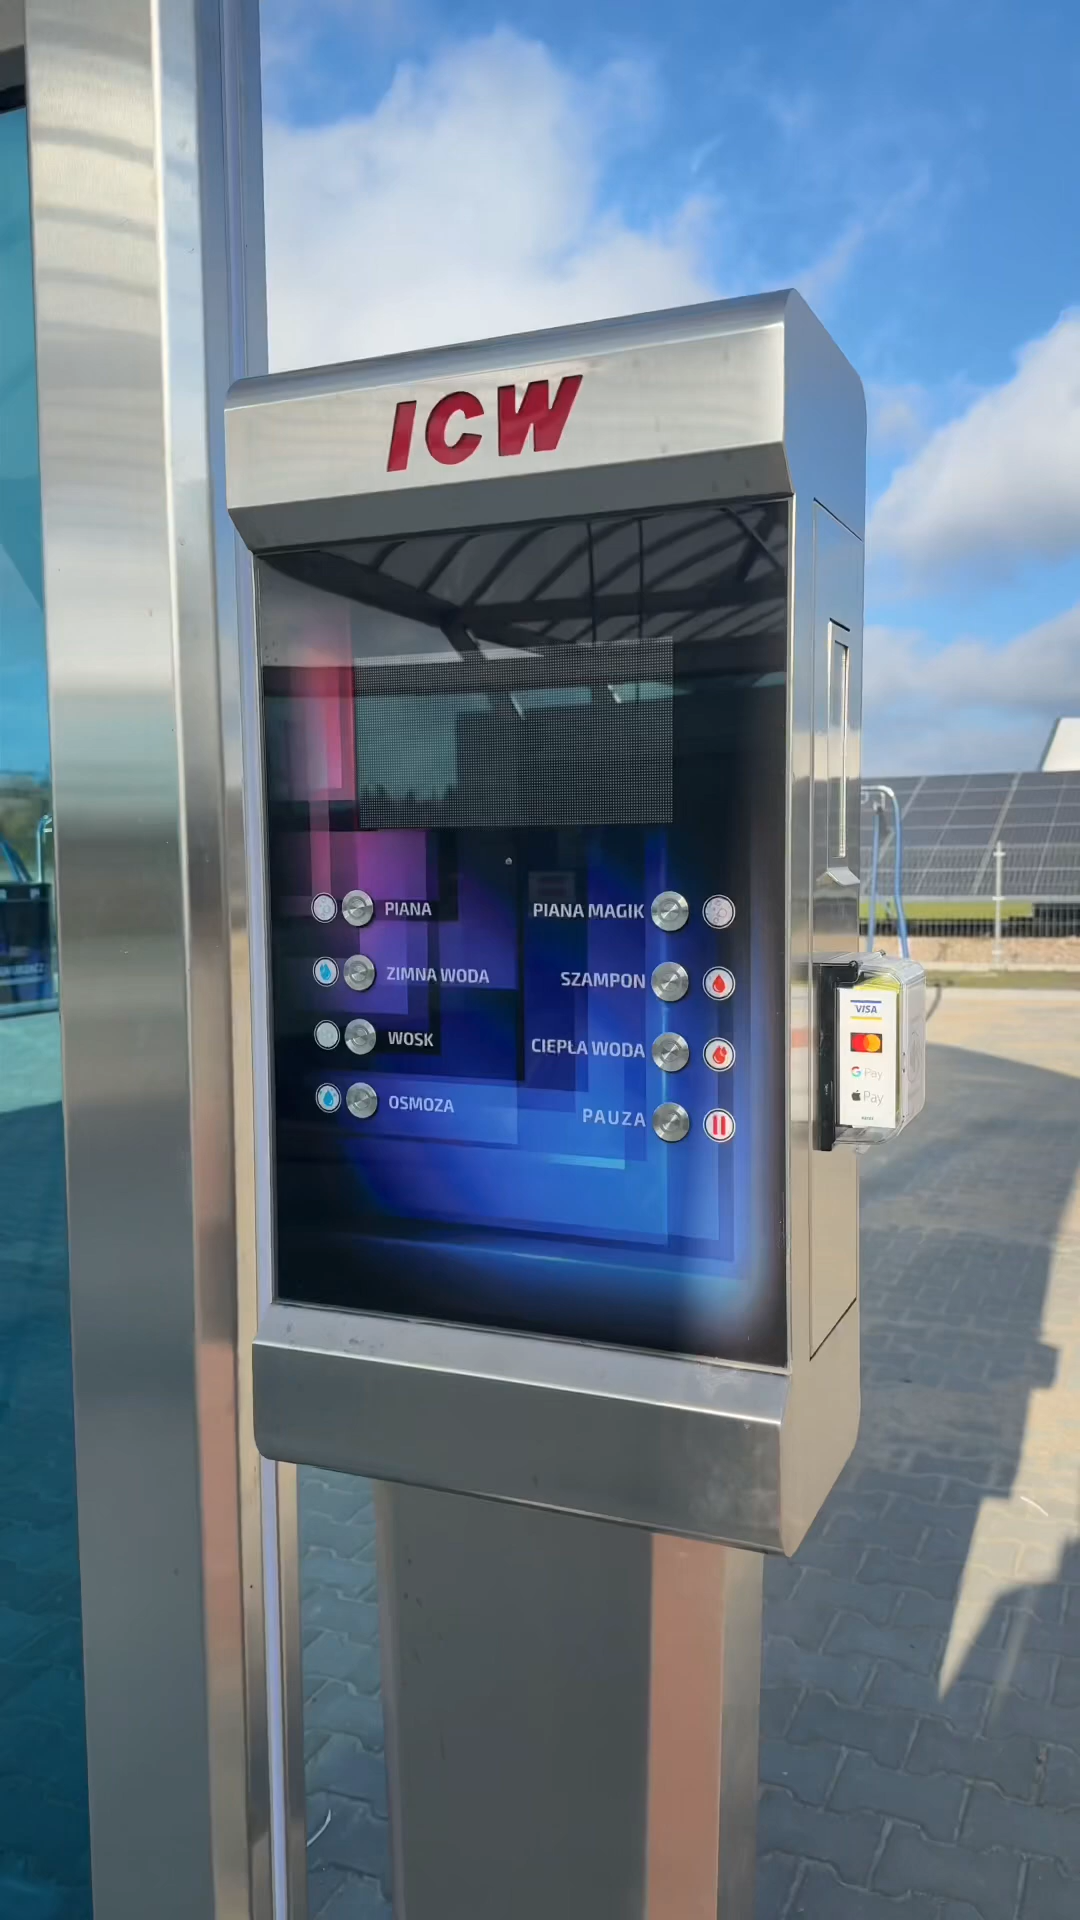 ICW
PIANA
PIANA MAGIK
ZIMNA WODA
SZAMPON
WOSK
CIEPŁA WODA
OSMOZA
PAUZA
VISA
G Pay
Pay